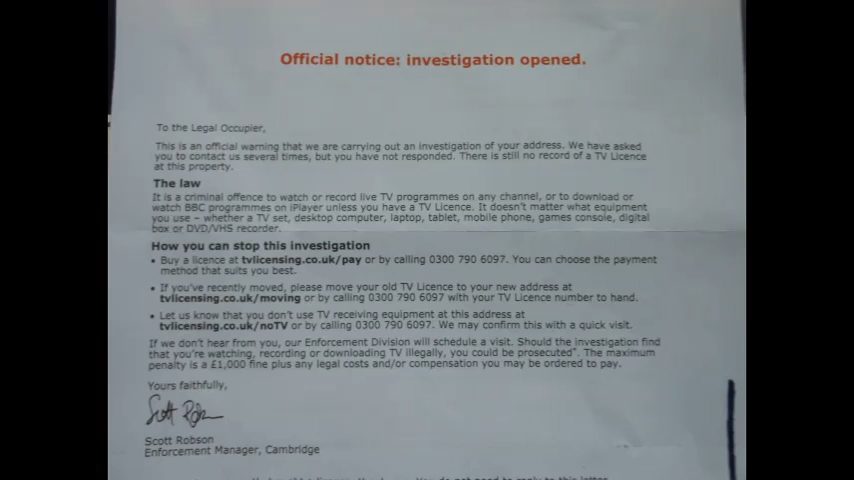 Official notice: investigation opened.
To the Legal Occupier,
This is an official warning that we are carrying out an investigation of your address. We have asked
you to contact us several times, but you have not responded. There is still no record of a TV Licence
at this property.
The law
It is a criminal offence to watch or record live TV programmes on any channel, or to download or
watch BBC programmes on iPlayer unless you have a TV Licence. It doesn't matter what equipment
you use – whether a TV set, desktop computer, laptop, tablet, mobile phone, games console, digital
box or DVD/VHS recorder.
How you can stop this investigation
• Buy a licence at tvlicensing.co.uk/pay or by calling 0300 790 6097. You can choose the payment
method that suits you best.
• If you've recently moved, please move your old TV Licence to your new address at
tvlicensing.co.uk/moving or by calling 0300 790 6097 with your TV Licence number to hand.
• Let us know that you don't use TV receiving equipment at this address at
tvlicensing.co.uk/noTV or by calling 0300 790 6097. We may confirm this with a quick visit.
If we don't hear from you, our Enforcement Division will schedule a visit. Should the investigation find
that you're watching, recording or downloading TV illegally, you could be prosecuted*. The maximum
penalty is a £1,000 fine plus any legal costs and/or compensation you may be ordered to pay.
Yours faithfully,
Scott Robson
Enforcement Manager, Cambridge
do not need to reply to this letter